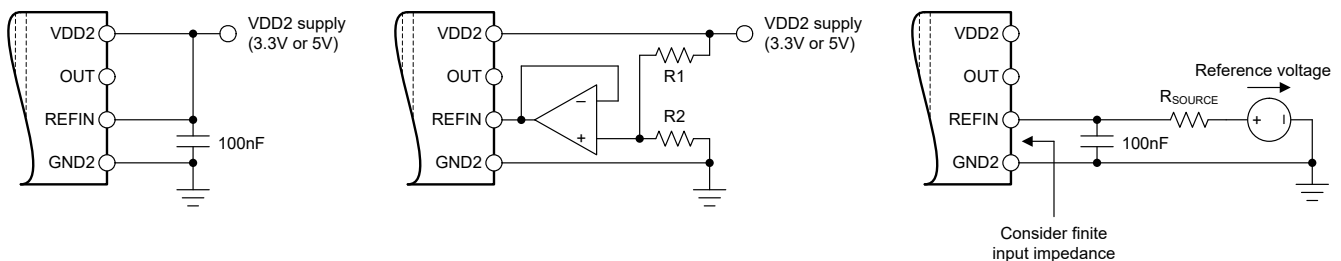 VDD2
OUT
REFIN
GND2
VDD2 supply
(3.3V or 5V)
100nF
VDD2
OUT
REFIN
GND2
VDD2 supply
(3.3V or 5V)
R1
R2
−
+
VDD2
OUT
REFIN
GND2
Reference voltage
RSOURCE
+
−
100nF
Consider finite
input impedance